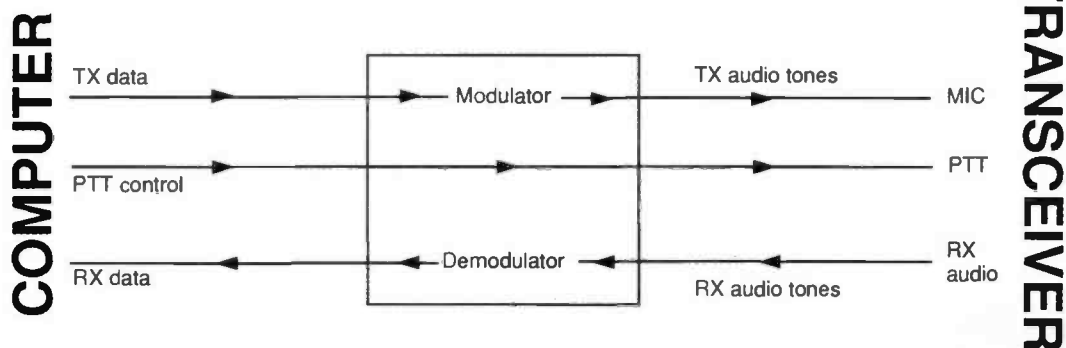 COMPUTER
TX data
Modulator
TX audio tones
MIC
PTT control
PTT
RX data
Demodulator
RX audio tones
RX
audio
TRANSCEIVER